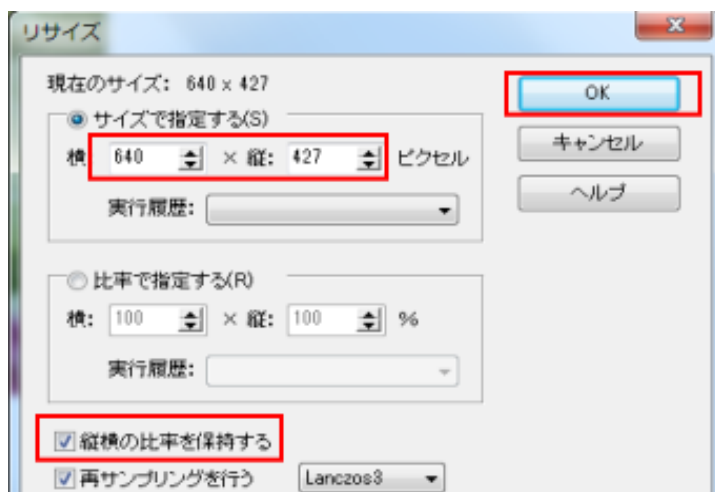 リサイズ
現在のサイズ: 640 x 427
OK
サイズで指定する(S)
キャンセル
横 640 × 縦: 427 ピクセル
ヘルプ
実行履歴:
比率で指定する(R)
横: 100 × 縦: 100 %
実行履歴:
縦横の比率を保持する
再サンプリングを行う Lanczos3